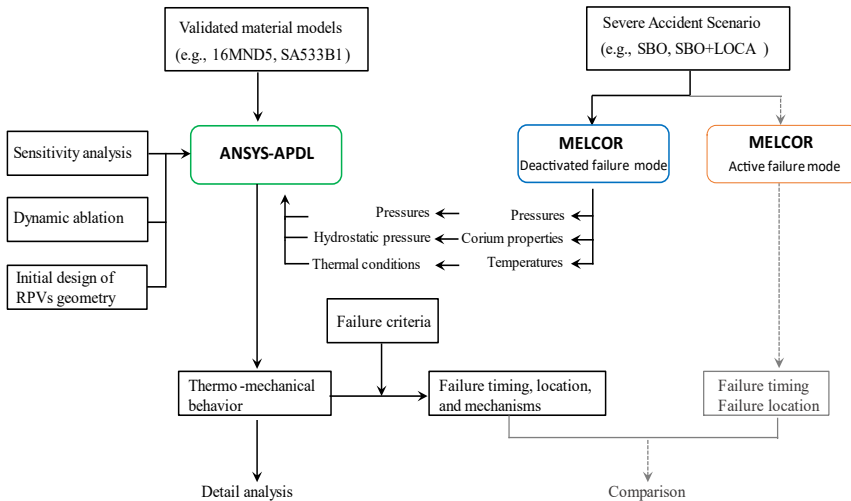 Validated material models
(e.g., 16MND5, SA533B1)
Severe Accident Scenario
(e.g., SBO, SBO+LOCA )
Sensitivity analysis
ANSYS-APDL
MELCOR
Deactivated failure mode
MELCOR
Active failure mode
Dynamic ablation
Pressures
Pressures
Hydrostatic pressure
Corium properties
Thermal conditions
Temperatures
Initial design of
RPVs geometry
Failure criteria
Thermo -mechanical
behavior
Failure timing, location,
and mechanisms
Failure timing
Failure location
Detail analysis
Comparison